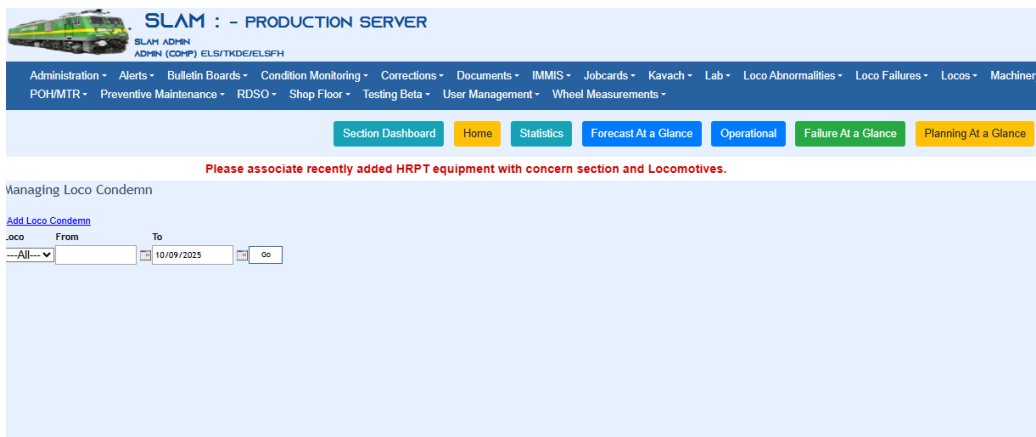 SLAM : - PRODUCTION SERVER
SLAM ADMIN
ADMIN (COMP) ELS/TKDE/ELSFH
Administration Alerts Bulletin Boards Condition Monitoring Corrections Documents IMMIS Jobcards Kavach Lab Loco Abnormalities Loco Failures Locos Machiner
POH/MTR Preventive Maintenance RDSO Shop Floor Testing Beta User Management Wheel Measurements
Section Dashboard Home Statistics Forecast At a Glance Operational Failure At a Glance Planning At a Glance
Please associate recently added HRPT equipment with concern section and Locomotives.
Managing Loco Condemn
Add Loco Condemn
Loco From To
---All--- 10/09/2025 Go